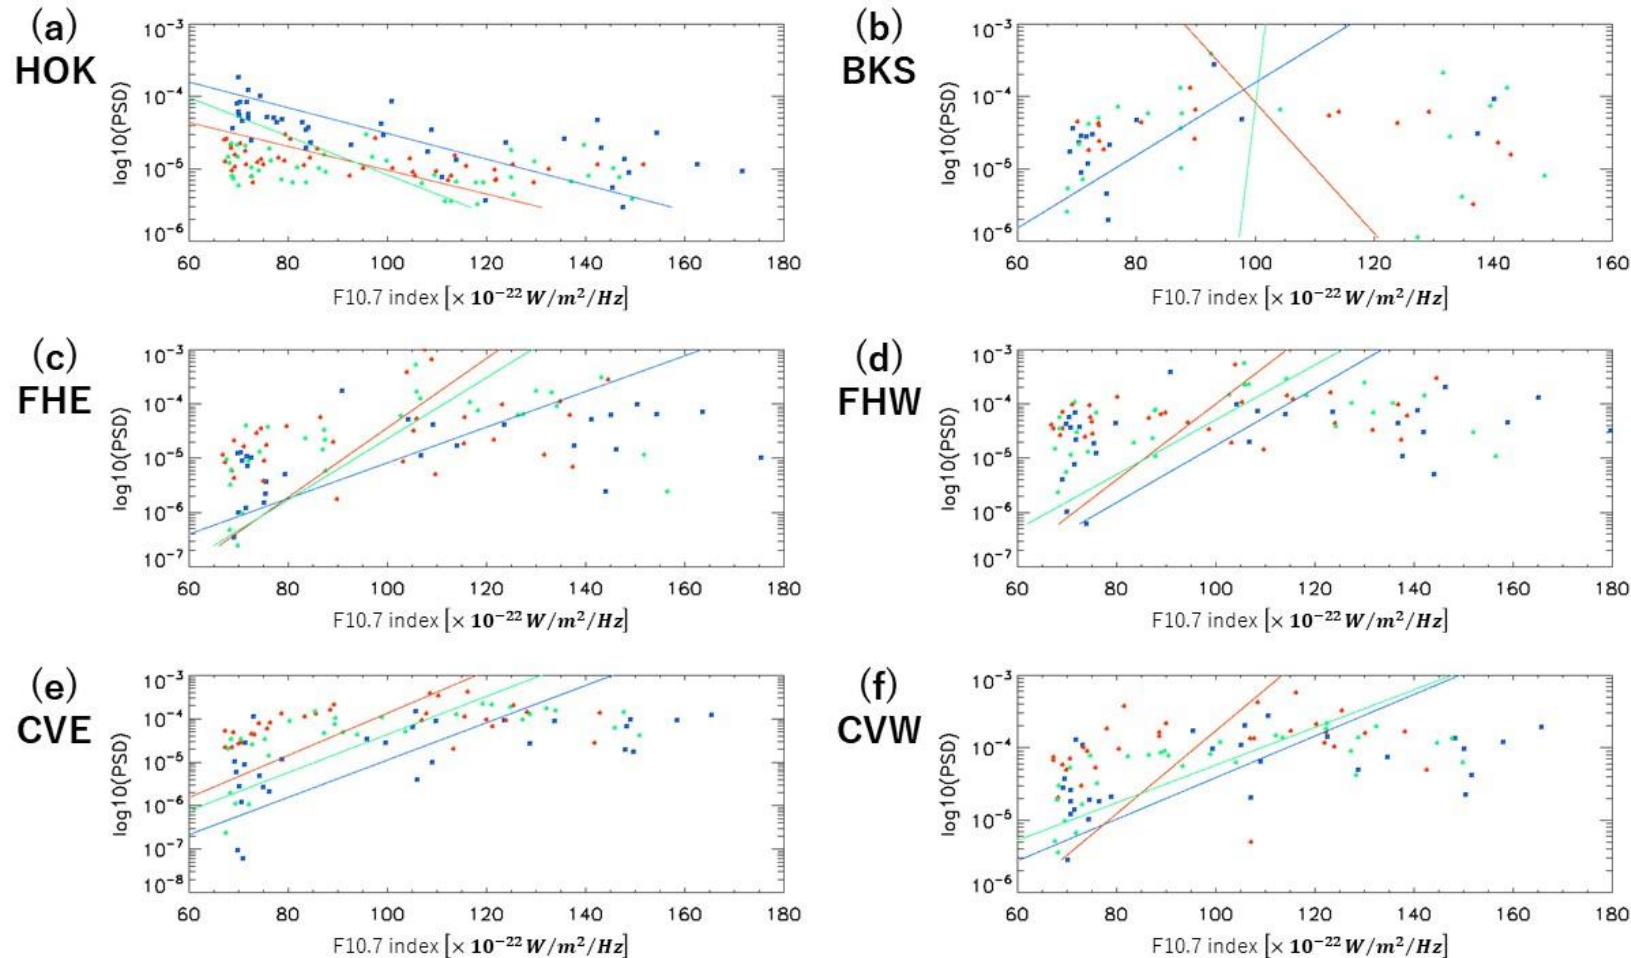 (a)
HOK
log10(PSD)
10⁻³
10⁻⁴
10⁻⁵
10⁻⁶
60 80 100 120 140 160 180
F10.7 index [× 10⁻²² W/m²/Hz]
(b)
BKS
log10(PSD)
10⁻³
10⁻⁴
10⁻⁵
10⁻⁶
60 80 100 120 140 160
F10.7 index [× 10⁻²² W/m²/Hz]
(c)
FHE
log10(PSD)
10⁻³
10⁻⁴
10⁻⁵
10⁻⁶
10⁻⁷
60 80 100 120 140 160 180
F10.7 index [× 10⁻²² W/m²/Hz]
(d)
FHW
log10(PSD)
10⁻³
10⁻⁴
10⁻⁵
10⁻⁶
10⁻⁷
60 80 100 120 140 160 180
F10.7 index [× 10⁻²² W/m²/Hz]
(e)
CVE
log10(PSD)
10⁻³
10⁻⁴
10⁻⁵
10⁻⁶
10⁻⁷
10⁻⁸
60 80 100 120 140 160 180
F10.7 index [× 10⁻²² W/m²/Hz]
(f)
CVW
log10(PSD)
10⁻³
10⁻⁴
10⁻⁵
10⁻⁶
60 80 100 120 140 160 180
F10.7 index [× 10⁻²² W/m²/Hz]